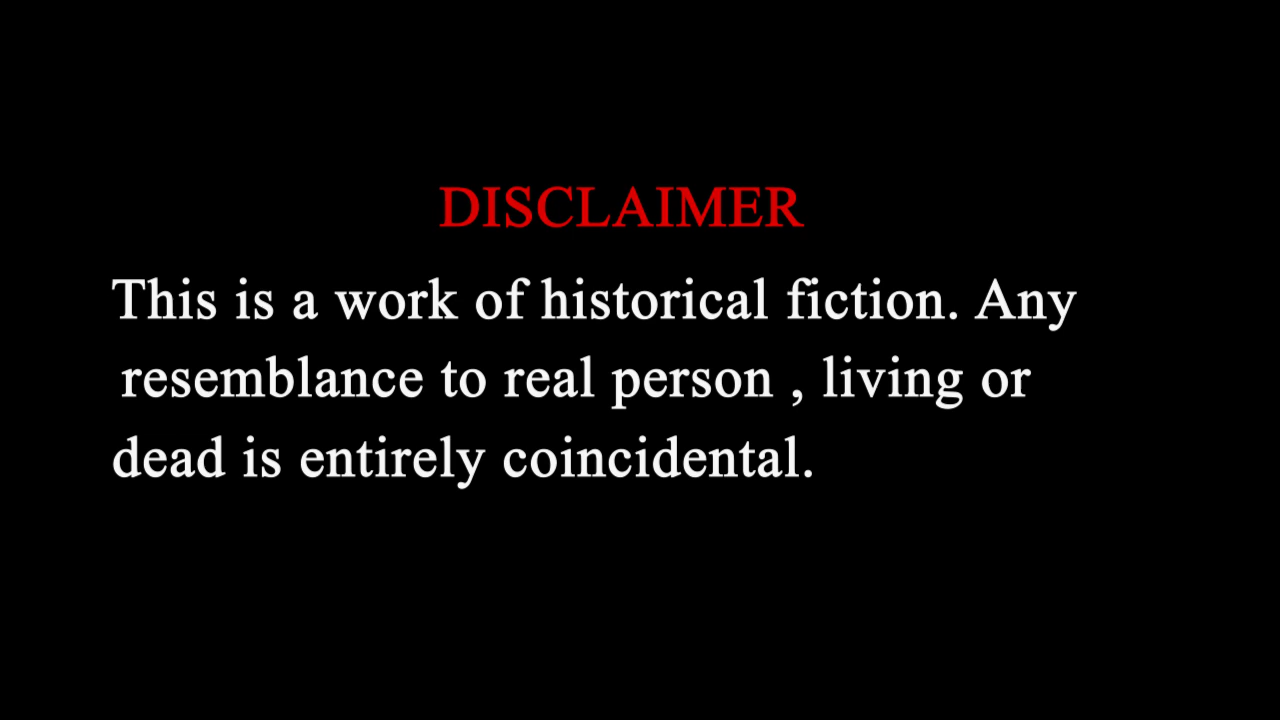 DISCLAIMER
This is a work of historical fiction. Any
resemblance to real person , living or
dead is entirely coincidental.